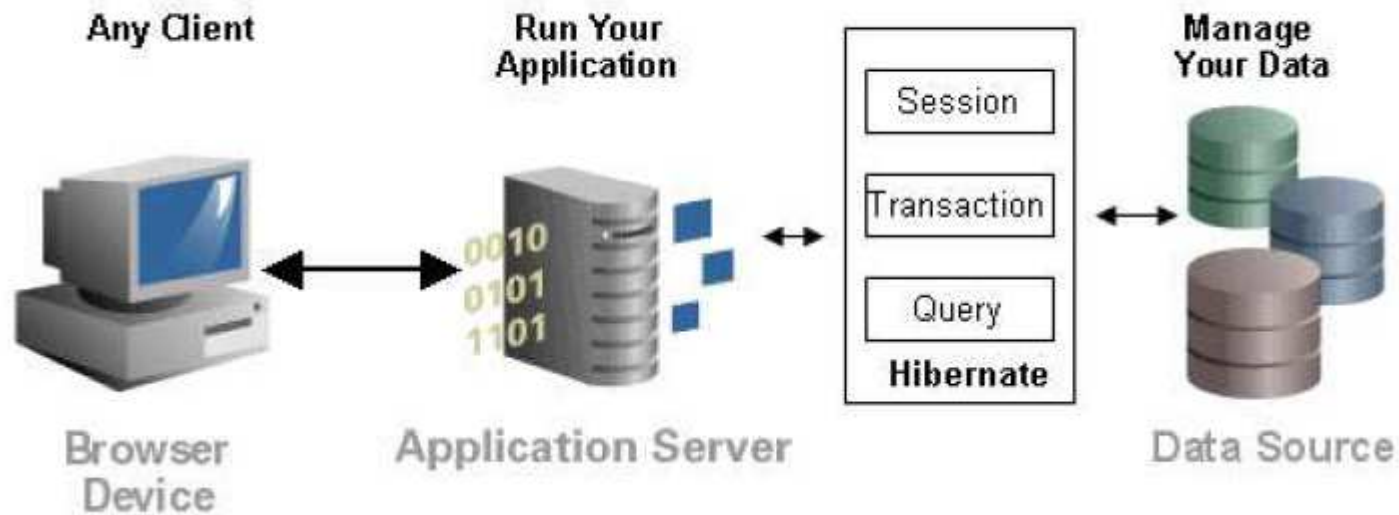 Any Client
Run Your
Application
Manage
Your Data
Session
Transaction
Query
Hibernate
0010
0101
1101
Browser
Device
Application Server
Data Source